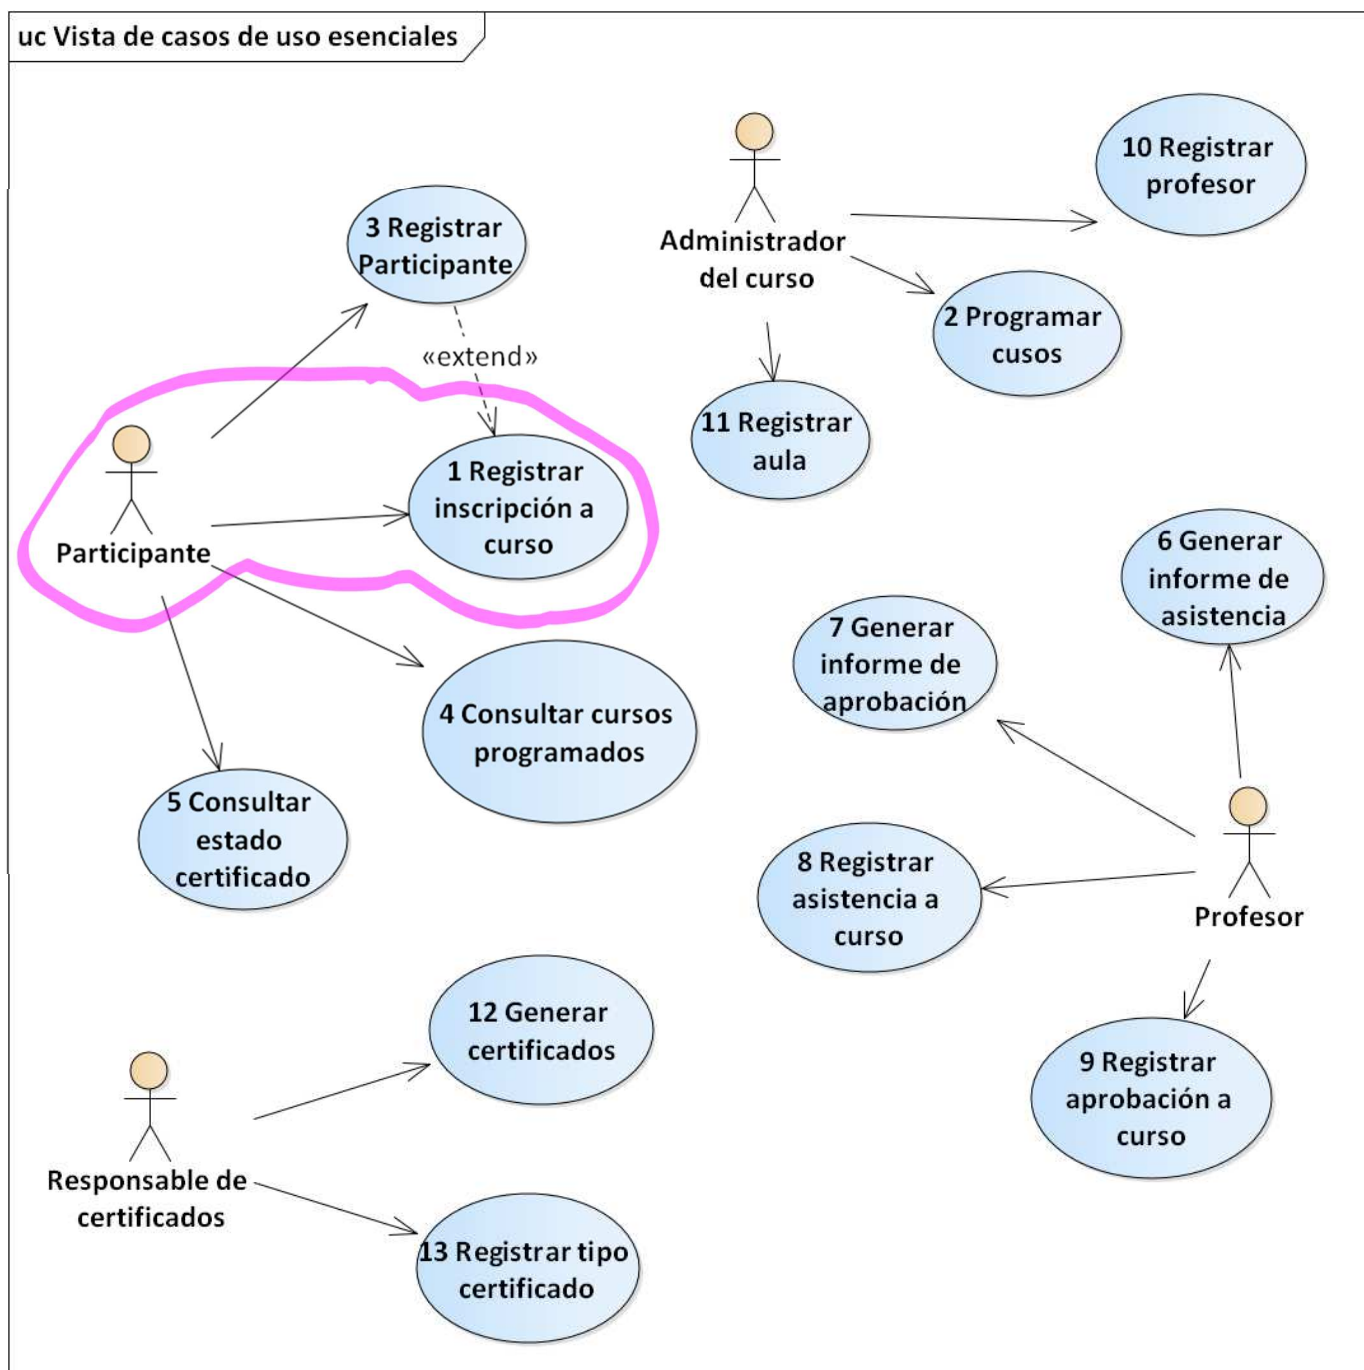 uc Vista de casos de uso esenciales
10 Registrar
profesor
3 Registrar
Participante
Administrador
del curso
2 Programar
cusos
«extend»
11 Registrar
aula
1 Registrar
inscripción a
curso
Participante
6 Generar
informe de
asistencia
7 Generar
informe de
aprobación
4 Consultar cursos
programados
5 Consultar
estado
certificado
8 Registrar
asistencia a
curso
Profesor
12 Generar
certificados
9 Registrar
aprobación a
curso
Responsable de
certificados
13 Registrar tipo
certificado